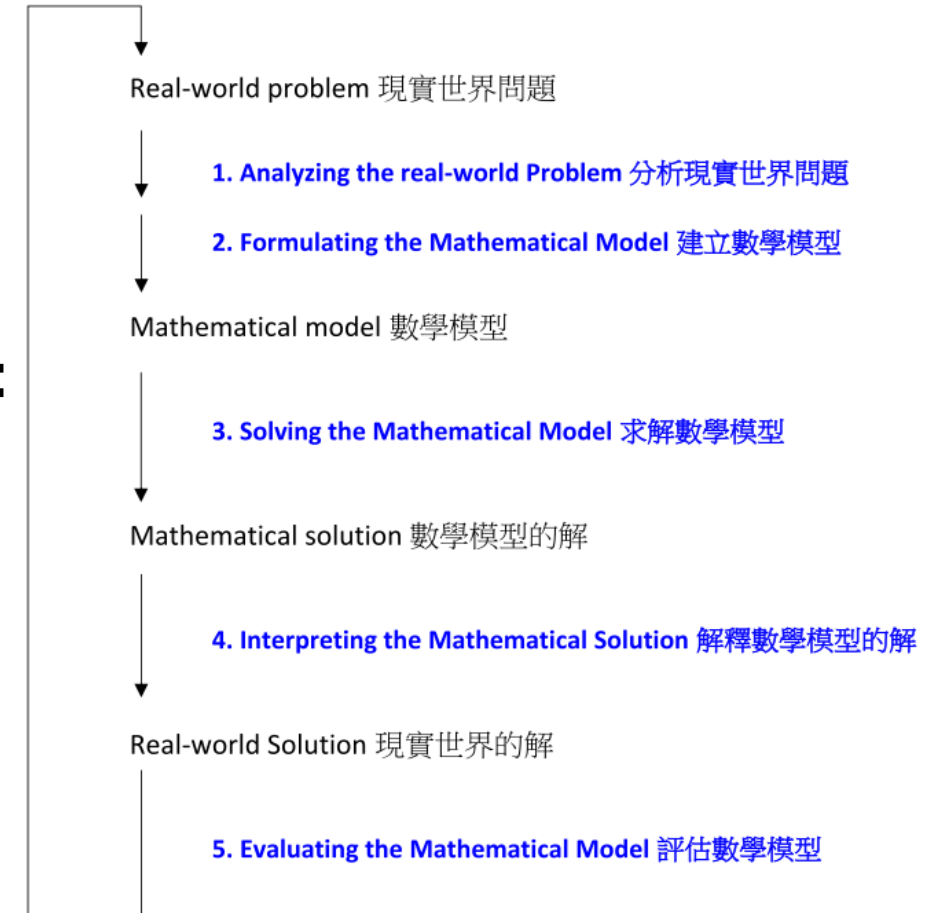 Real-world problem 現實世界問題
1. Analyzing the real-world Problem 分析現實世界問題
2. Formulating the Mathematical Model 建立數學模型
Mathematical model 數學模型
3. Solving the Mathematical Model 求解數學模型
Mathematical solution 數學模型的解
4. Interpreting the Mathematical Solution 解釋數學模型的解
Real-world Solution 現實世界的解
5. Evaluating the Mathematical Model 評估數學模型